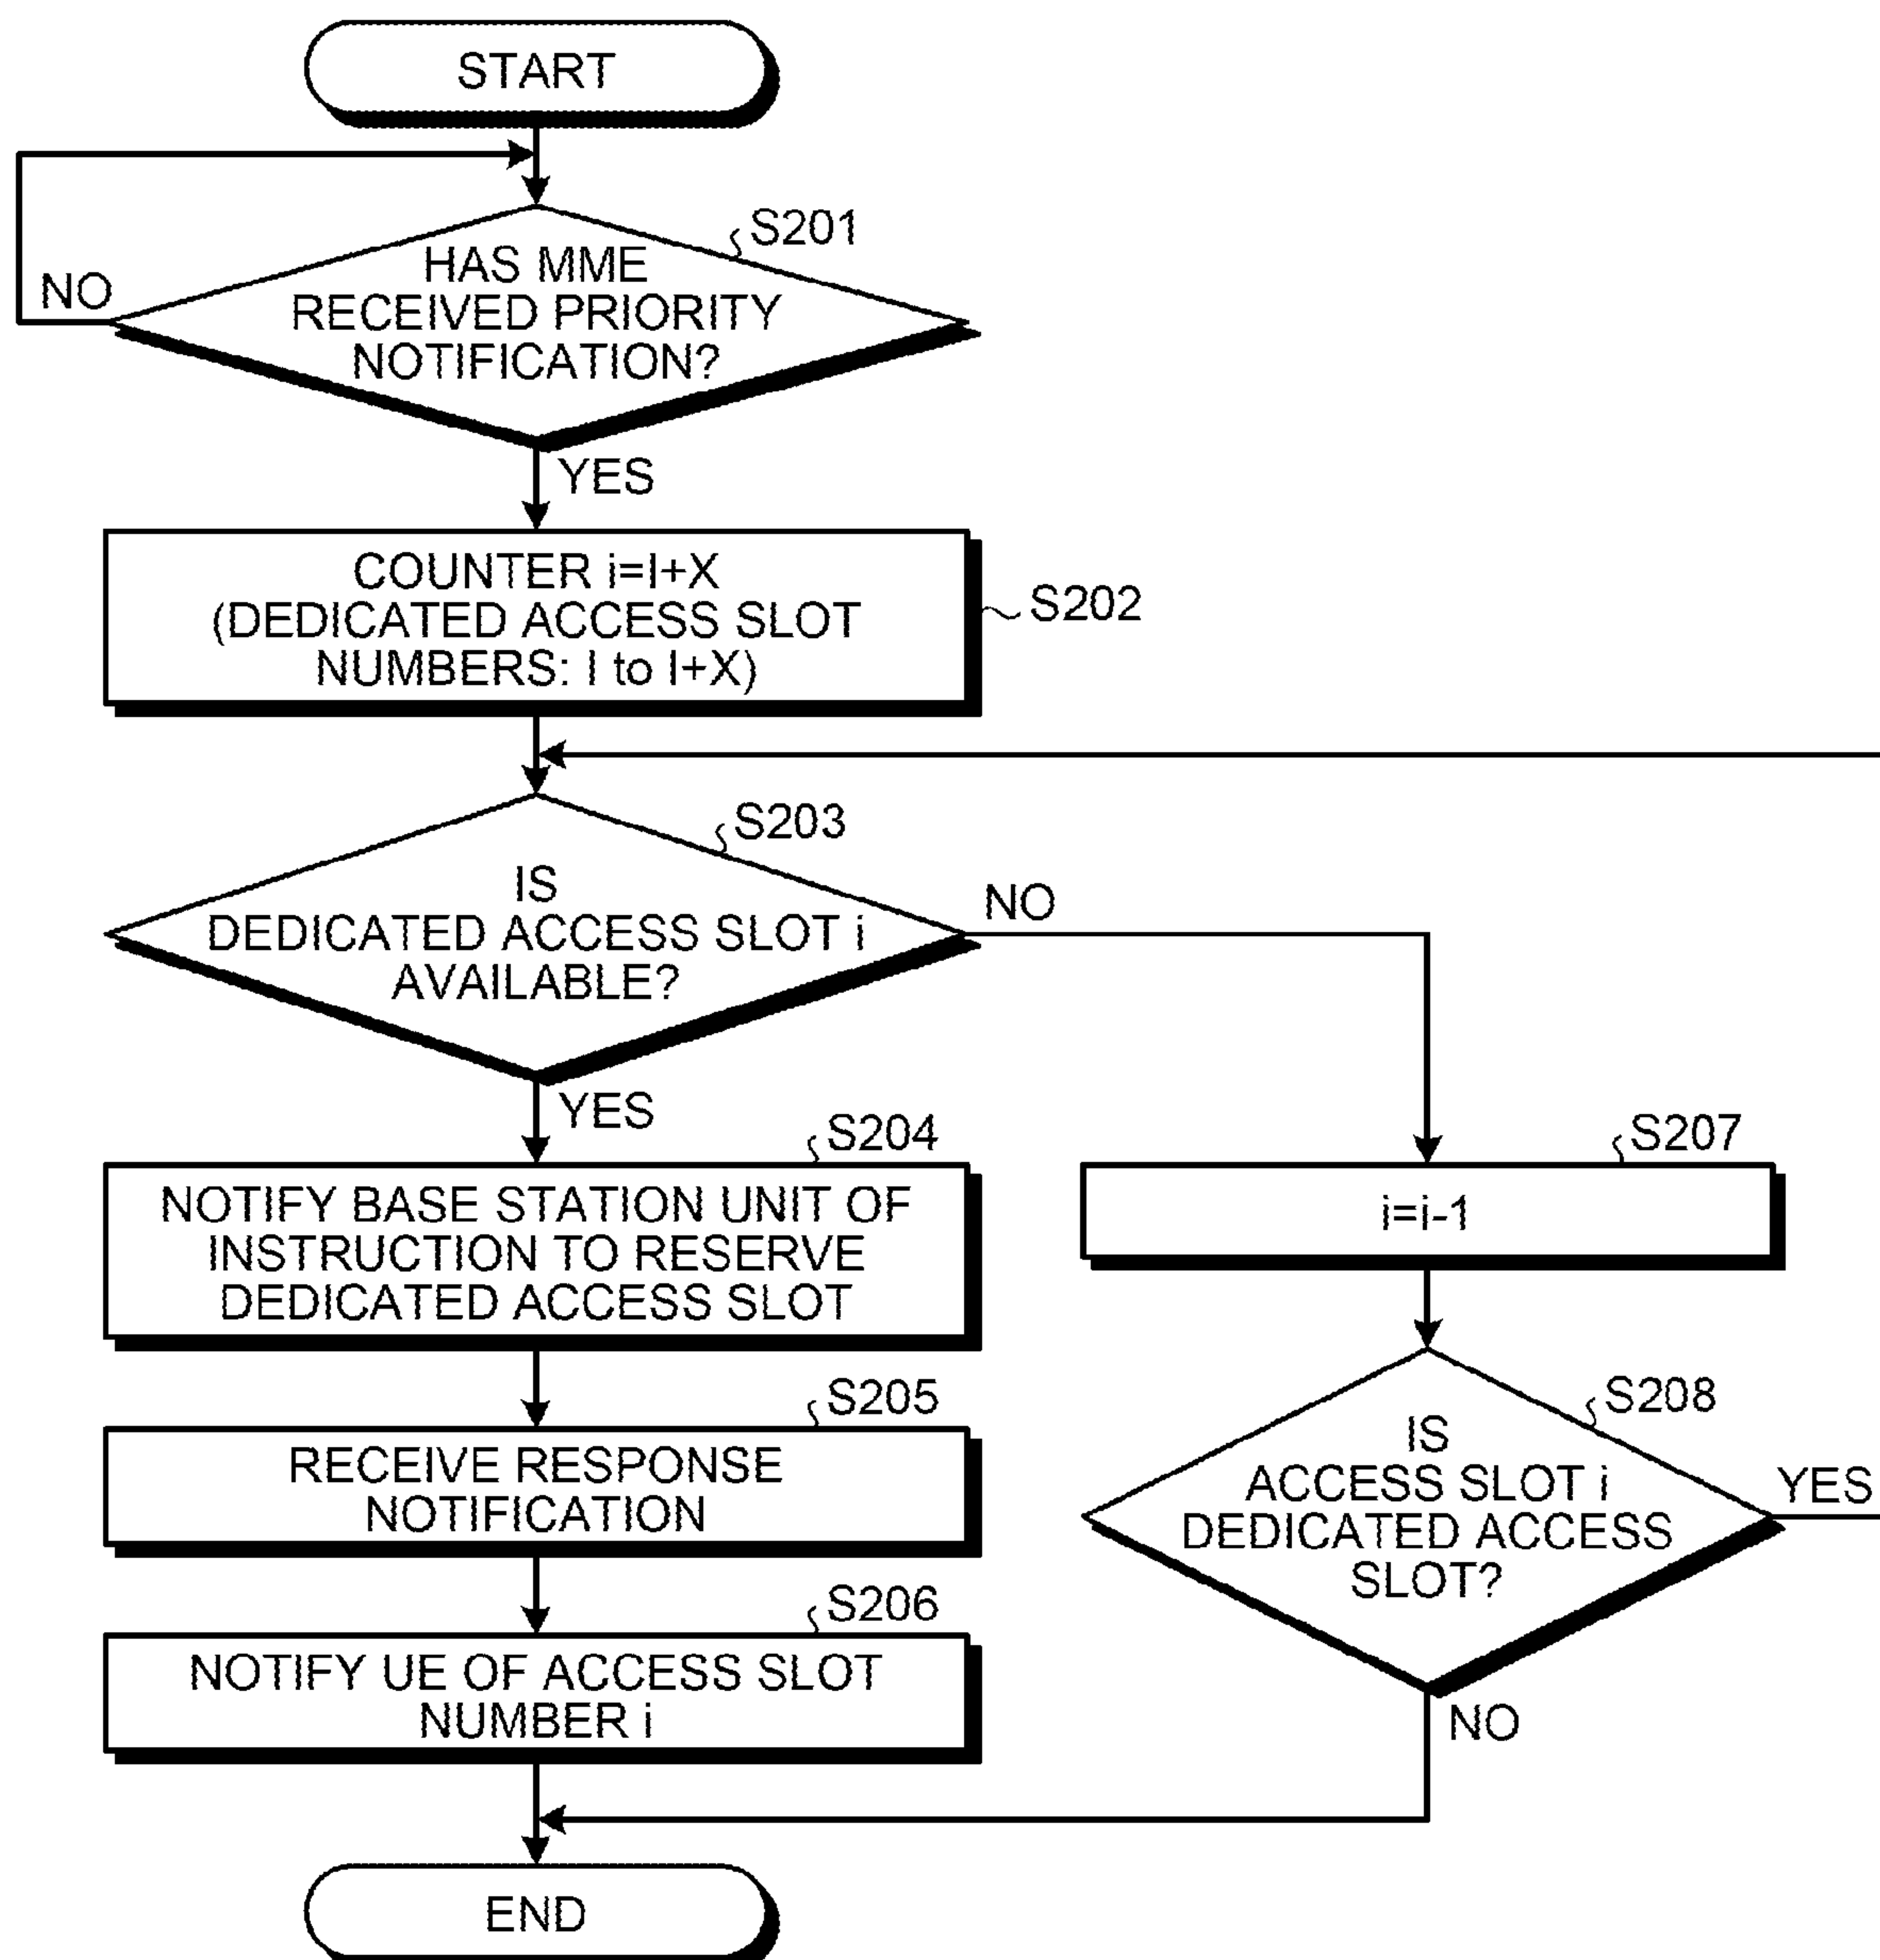 START
S201
HAS MME
RECEIVED PRIORITY
NOTIFICATION?
NO
YES
COUNTER i=I+X
(DEDICATED ACCESS SLOT
NUMBERS: I to I+X)
S202
S203
IS
DEDICATED ACCESS SLOT i
AVAILABLE?
NO
YES
S204
NOTIFY BASE STATION UNIT OF
INSTRUCTION TO RESERVE
DEDICATED ACCESS SLOT
S207
i=i-1
S205
RECEIVE RESPONSE
NOTIFICATION
S208
IS
ACCESS SLOT i
DEDICATED ACCESS
SLOT?
YES
NO
S206
NOTIFY UE OF ACCESS SLOT
NUMBER i
END